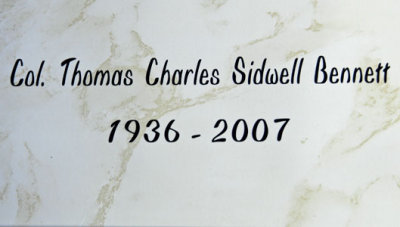 Col. Thomas Charles Sidwell Bennett
1936 - 2007